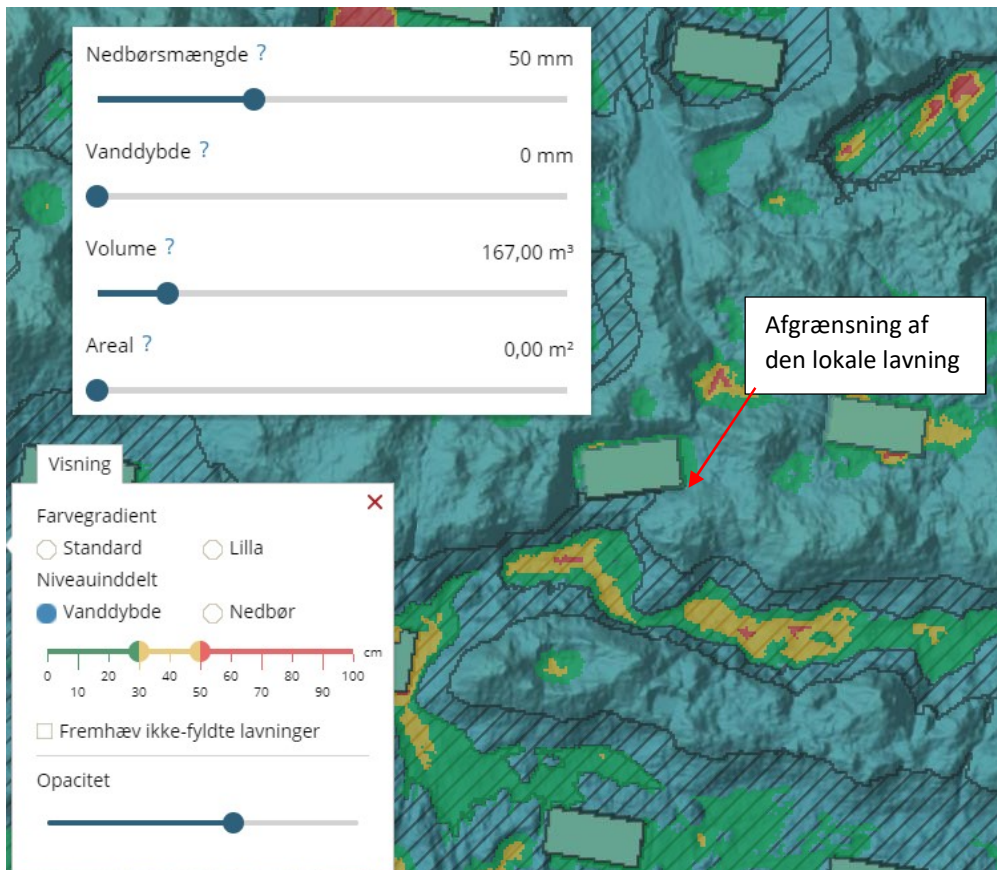 Nedbørsmængde ? 50 mm
Vanddybde ? 0 mm
Volume ? 167,00 m³
Areal ? 0,00 m²
Afgrænsning af
den lokale lavning
Visning
Farvegradient
Standard Lilla
Niveauinddelt
Vanddybde Nedbør
cm
0 10 20 30 40 50 60 70 80 90 100
Fremhæv ikke-fyldte lavninger
Opacitet